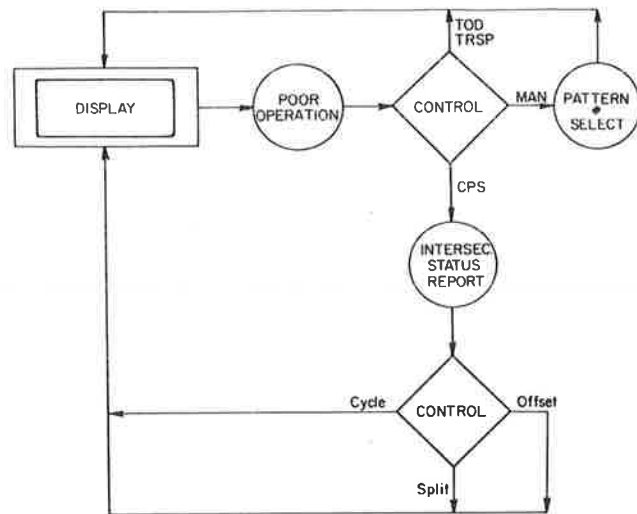 TOD
TRSP
DISPLAY
POOR
OPERATION
CONTROL
MAN
PATTERN
SELECT
CPS
INTERSEC.
STATUS
REPORT
Cycle
CONTROL
Offset
Split